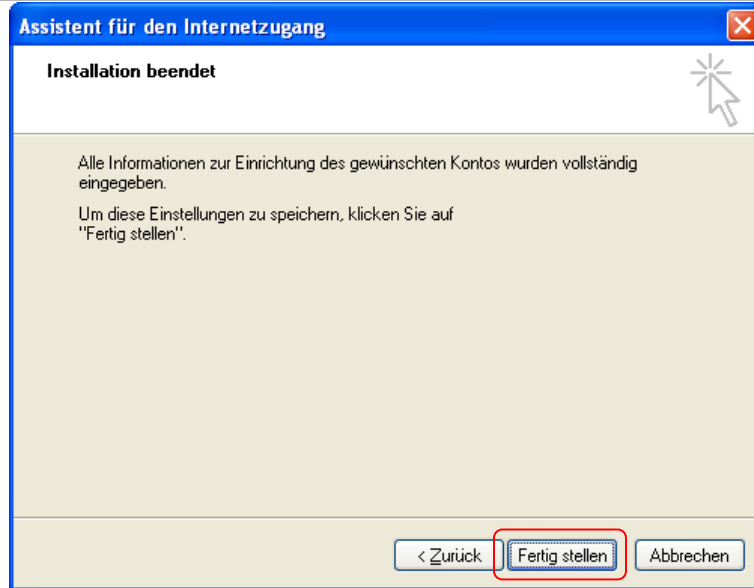 Assistent für den Internetzugang
Installation beendet
Alle Informationen zur Einrichtung des gewünschten Kontos wurden vollständig
eingegeben.
Um diese Einstellungen zu speichern, klicken Sie auf
"Fertig stellen".
< Zurück Fertig stellen Abbrechen